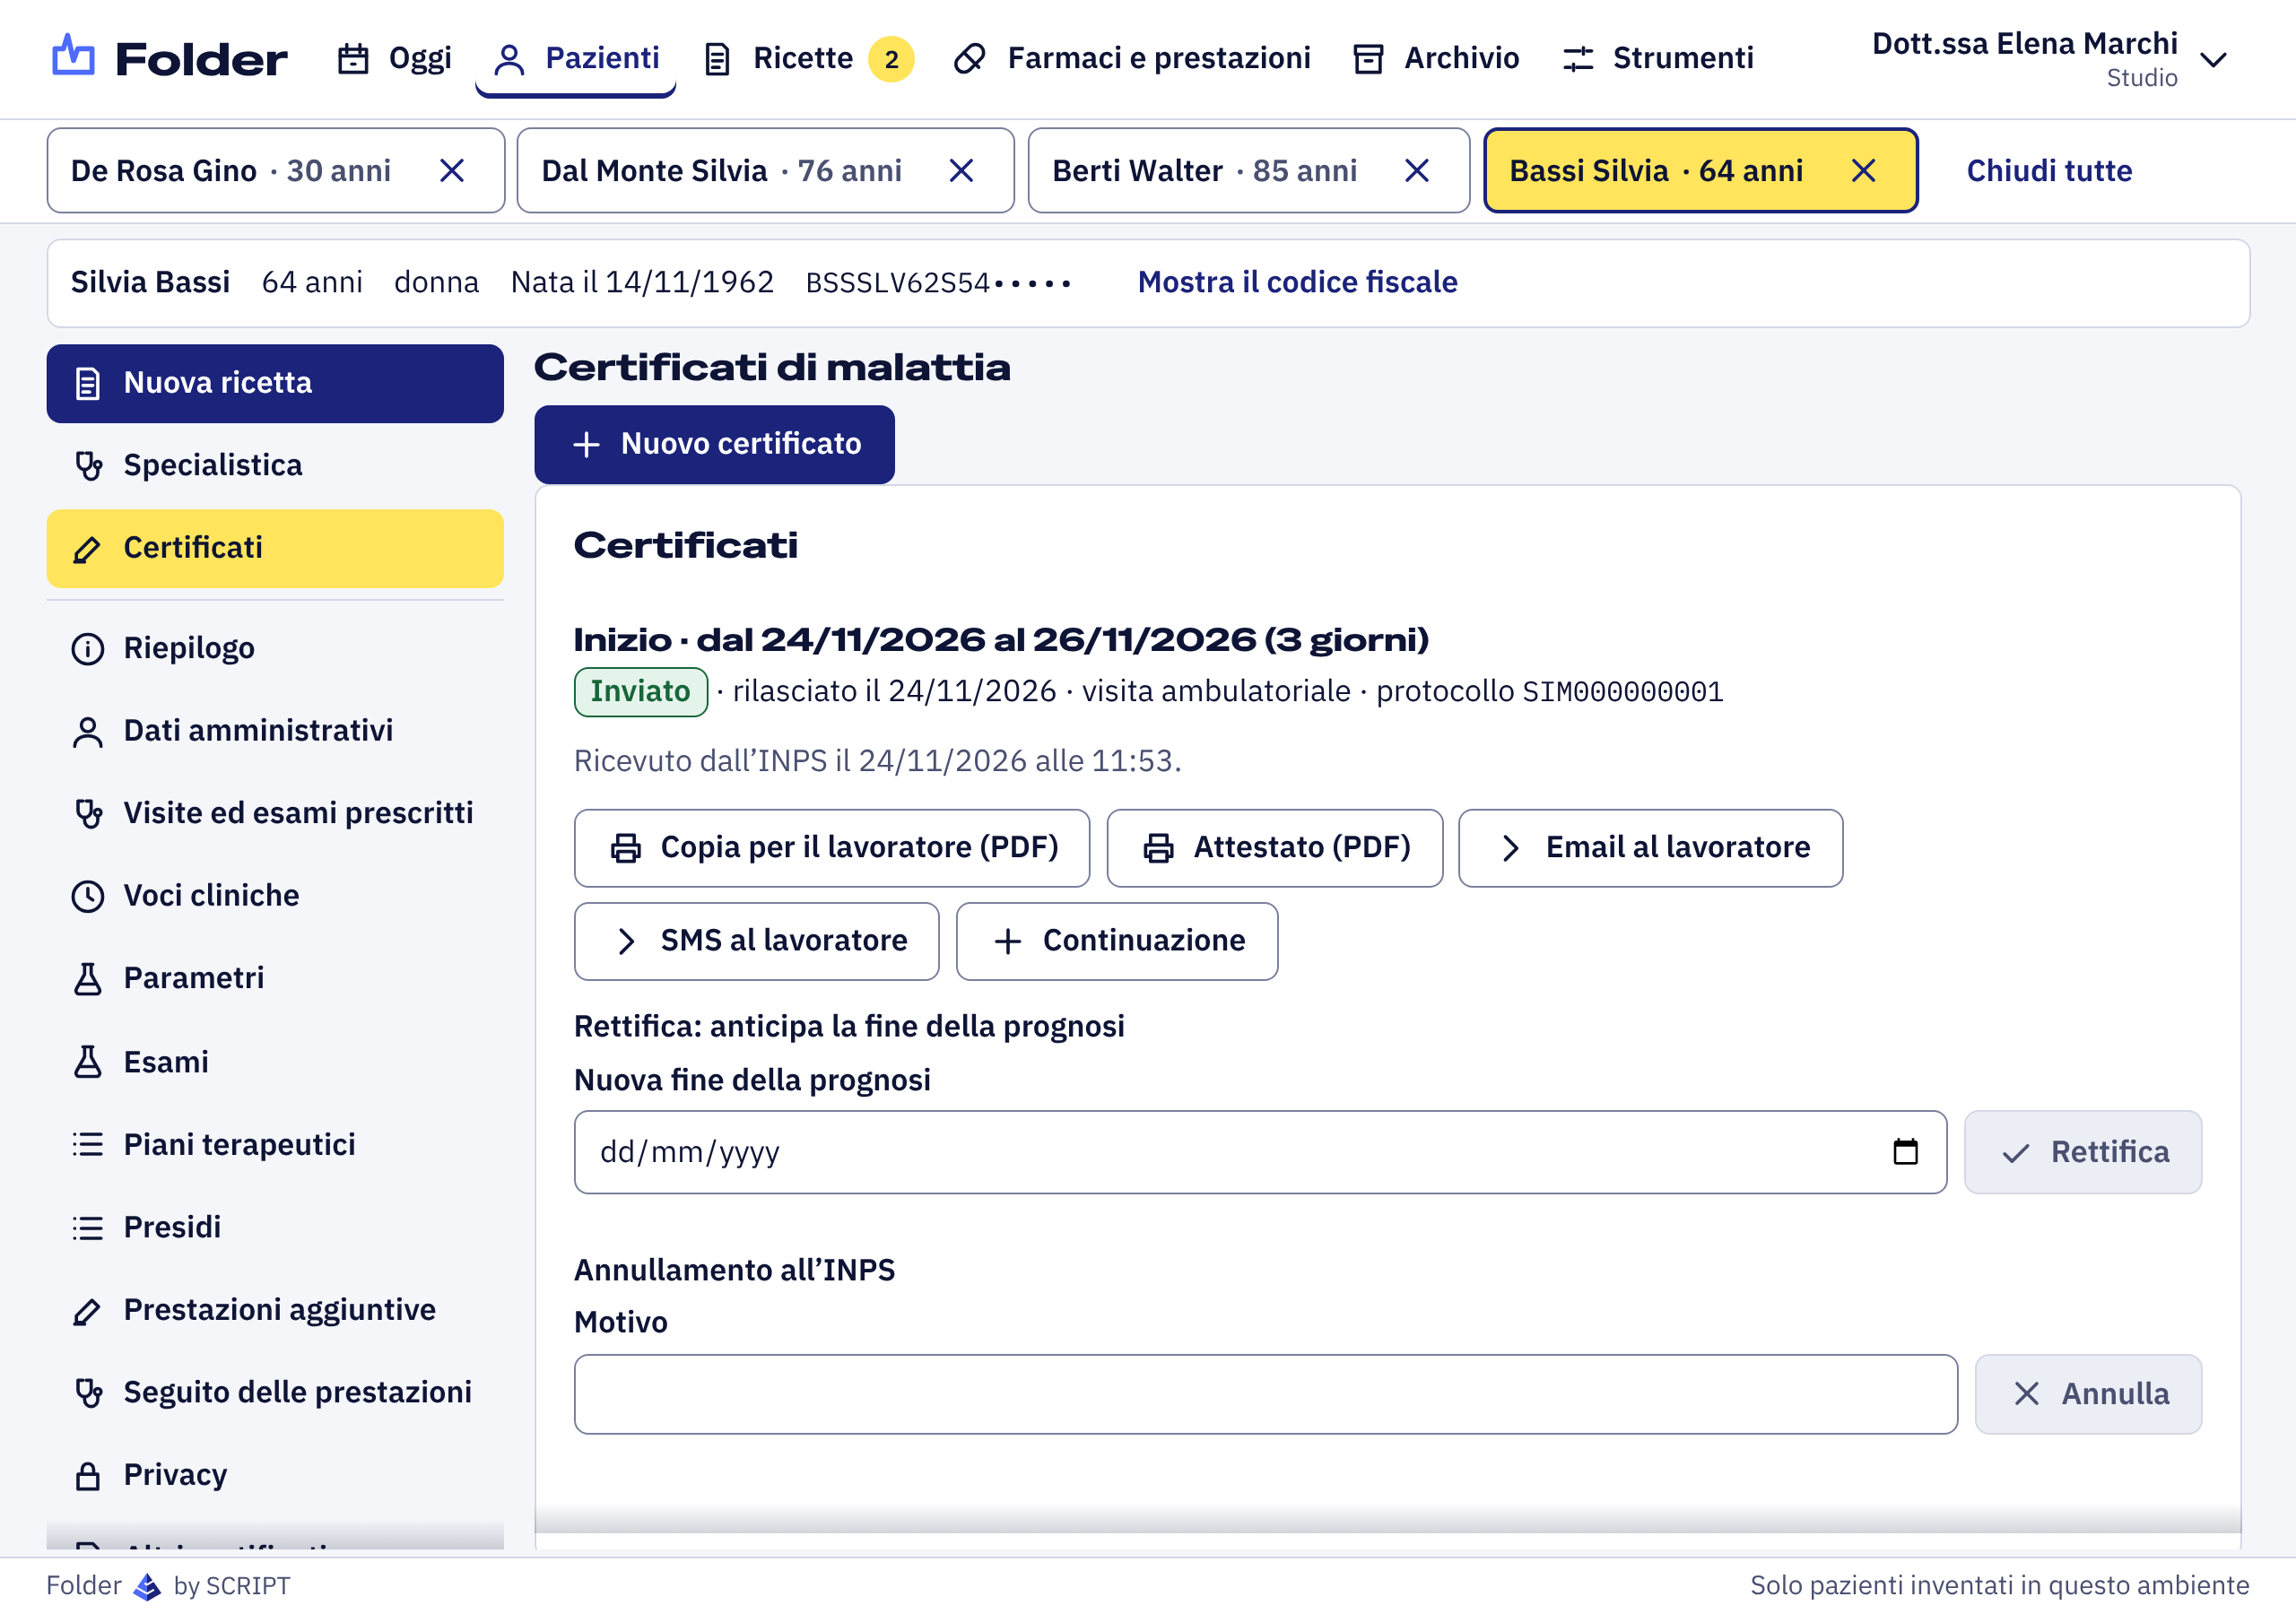 Folder
Oggi
Pazienti
Ricette 2
Farmaci e prestazioni
Archivio
Strumenti
Dott.ssa Elena Marchi
Studio
De Rosa Gino · 30 anni
Dal Monte Silvia · 76 anni
Berti Walter · 85 anni
Bassi Silvia · 64 anni
Chiudi tutte
Silvia Bassi 64 anni donna Nata il 14/11/1962 BSSSLV62S54••••• Mostra il codice fiscale
Nuova ricetta
Specialistica
Certificati
Riepilogo
Dati amministrativi
Visite ed esami prescritti
Voci cliniche
Parametri
Esami
Piani terapeutici
Presidi
Prestazioni aggiuntive
Seguito delle prestazioni
Privacy
Certificati di malattia
Nuovo certificato
Certificati
Inizio · dal 24/11/2026 al 26/11/2026 (3 giorni)
Inviato · rilasciato il 24/11/2026 · visita ambulatoriale · protocollo SIM000000001
Ricevuto dall’INPS il 24/11/2026 alle 11:53.
Copia per il lavoratore (PDF)
Attestato (PDF)
Email al lavoratore
SMS al lavoratore
Continuazione
Rettifica: anticipa la fine della prognosi
Nuova fine della prognosi
dd/mm/yyyy
Rettifica
Annullamento all’INPS
Motivo
Annulla
Folder by SCRIPT
Solo pazienti inventati in questo ambiente